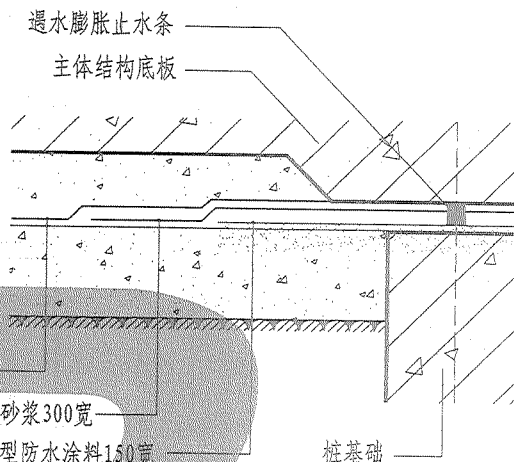 遇水膨胀止水条
主体结构底板
砂浆300宽
型防水涂料150宽
桩基础